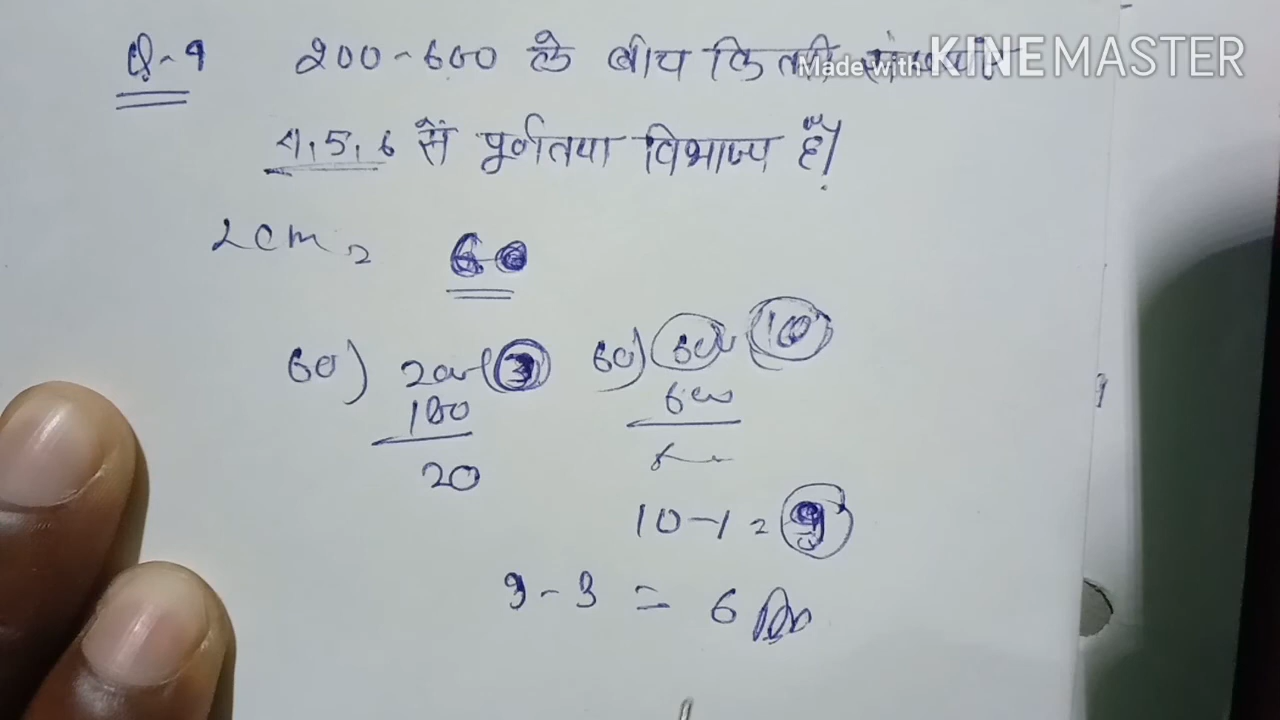 Q-9 200-600 के बीच कितनी
Made with KINEMASTER
4, 5, 6 सें पूर्णतया विभाज्य हैं।
LCM = 60
60) 200 (3 60) 600 (10
180 600
20
10-1 = 9
9-3 = 6